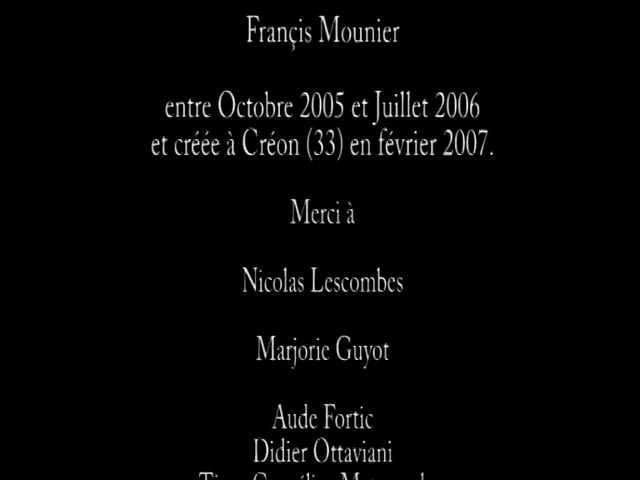 Françis Mounier
entre Octobre 2005 et Juillet 2006
et créée à Créon (33) en février 2007.
Merci à
Nicolas Lescombes
Marjorie Guyot
Aude Fortic
Didier Ottaviani